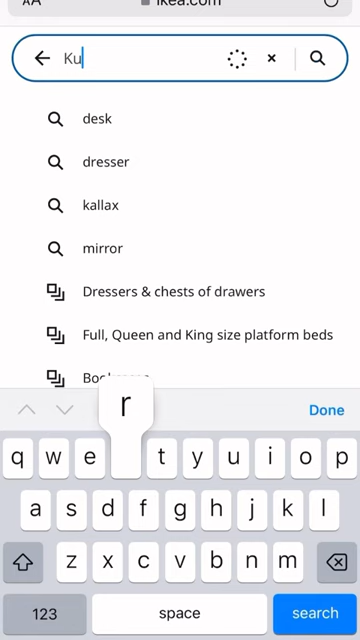 AA ikea.com
Ku
desk
dresser
kallax
mirror
Dressers & chests of drawers
Full, Queen and King size platform beds
Done
r
q w e t y u i o p
a s d f g h j k l
z x c v b n m
123 space search